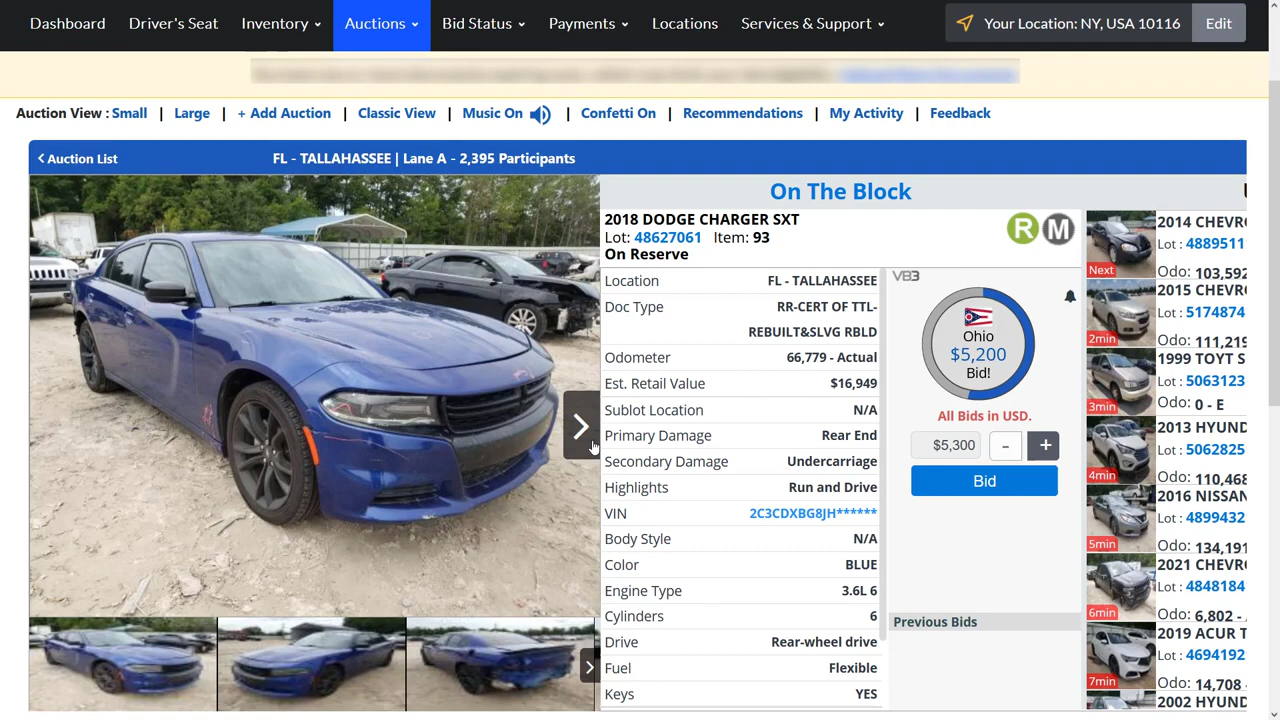 Dashboard Driver's Seat Inventory Auctions Bid Status Payments Locations Services & Support Your Location: NY, USA 10116 Edit
Auction View : Small | Large | + Add Auction | Classic View | Music On | Confetti On | Recommendations | My Activity | Feedback
Auction List FL - TALLAHASSEE | Lane A - 2,395 Participants
On The Block
2018 DODGE CHARGER SXT
Lot: 48627061 Item: 93
On Reserve
R M
Location FL - TALLAHASSEE
Doc Type RR-CERT OF TTL-
REBUILT&SLVG RBLD
Odometer 66,779 - Actual
Est. Retail Value $16,949
Sublot Location N/A
Primary Damage Rear End
Secondary Damage Undercarriage
Highlights Run and Drive
VIN 2C3CDXBG8JH******
Body Style N/A
Color BLUE
Engine Type 3.6L 6
Cylinders 6
Drive Rear-wheel drive
Fuel Flexible
Keys YES
VB3
Ohio
$5,200
Bid!
All Bids in USD.
$5,300 - +
Bid
Previous Bids
2014 CHEVR
Lot : 4889511
Next Odo: 103,592
2015 CHEVR
Lot : 5174874
2min Odo: 111,219
1999 TOYT S
Lot : 5063123
3min Odo: 0 - E
2013 HYUND
Lot : 5062825
4min Odo: 110,468
2016 NISSAN
Lot : 4899432
5min Odo: 134,191
2021 CHEVR
Lot : 4848184
6min Odo: 6,802 -
2019 ACUR T
Lot : 4694192
7min Odo: 14,708
2002 HYUND